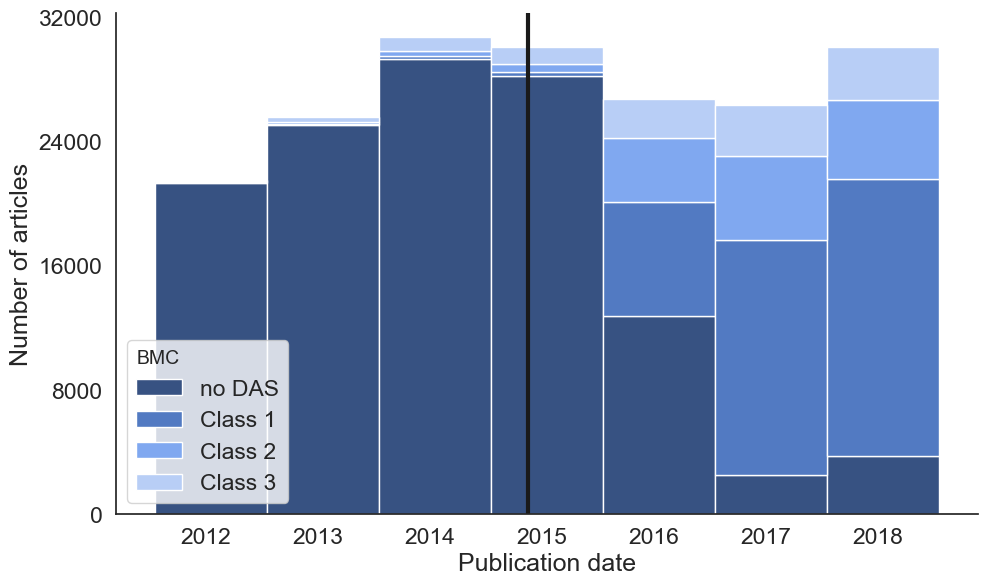 32000
24000
16000
8000
0
Number of articles
BMC
no DAS
Class 1
Class 2
Class 3
2012 2013 2014 2015 2016 2017 2018
Publication date